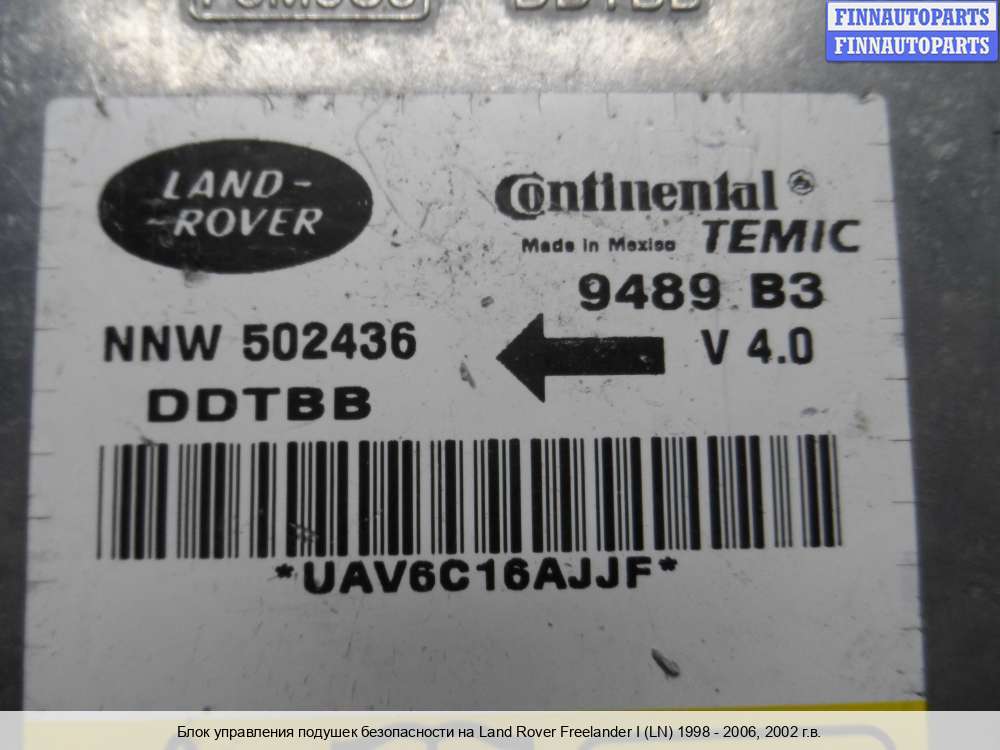 DDTBB
FINNAUTOPARTS
FINNAUTOPARTS
LAND-
-ROVER
Continental
Made in Mexico TEMIC
9489 B3
NNW 502436
V 4.0
DDTBB
*UAV6C16AJJF*
Блок управления подушек безопасности на Land Rover Freelander I (LN) 1998 - 2006, 2002 г.в.